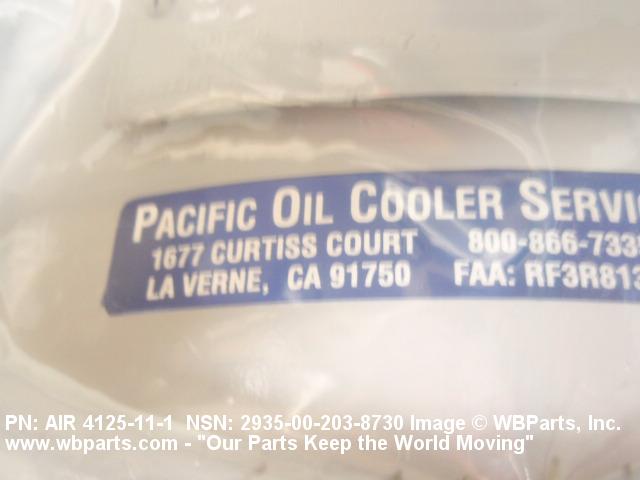 PACIFIC OIL COOLER SERVI
1677 CURTISS COURT 800-866-733
LA VERNE, CA 91750 FAA: RF3R813
PN: AIR 4125-11-1 NSN: 2935-00-203-8730 Image © WBParts, Inc.
www.wbparts.com - "Our Parts Keep the World Moving"